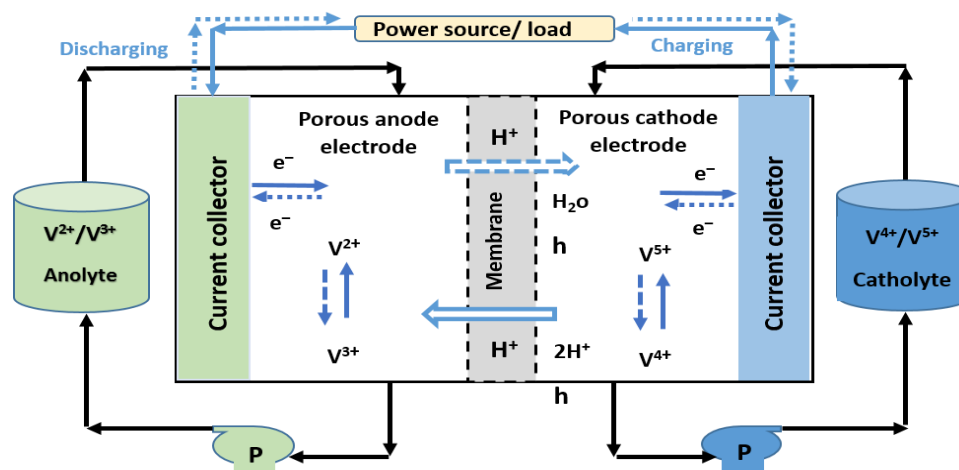 Power source/ load
Discharging
Charging
Porous anode
electrode
H⁺
Porous cathode
electrode
Current collector
e⁻
e⁻
Membrane
H₂o
h
e⁻
e⁻
Current collector
V²⁺/V³⁺
Anolyte
V⁴⁺/V⁵⁺
Catholyte
V²⁺
V⁵⁺
V³⁺
H⁺
2H⁺
h
V⁴⁺
P
P